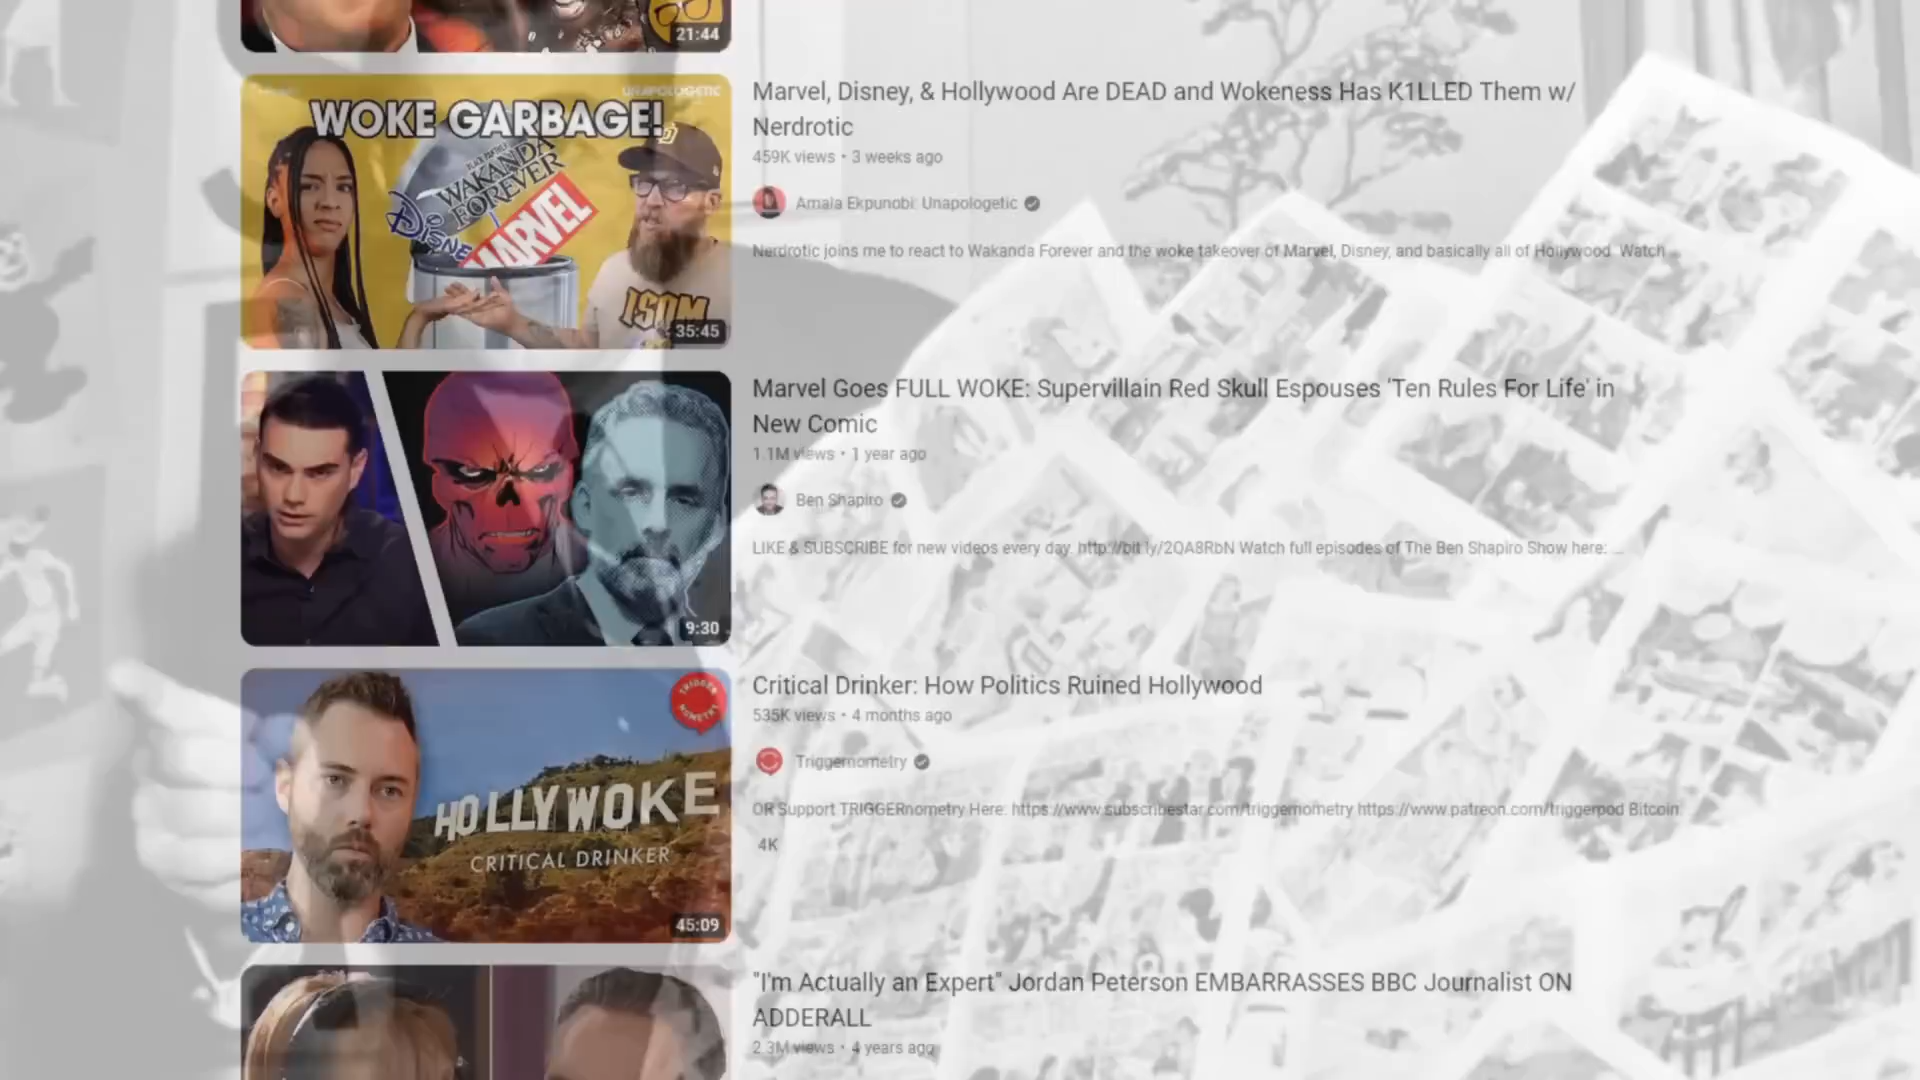 21:44
UNAPOLOGETIC
WOKE GARBAGE!
WAKANDA
FOREVER
DISNEY
MARVEL
ISOM
35:45
Marvel, Disney, & Hollywood Are DEAD and Wokeness Has K1LLED Them w/
Nerdrotic
459K views • 3 weeks ago
Amala Ekpunobi: Unapologetic
Nerdrotic joins me to react to Wakanda Forever and the woke takeover of Marvel, Disney, and basically all of Hollywood. Watch ...
9:30
Marvel Goes FULL WOKE: Supervillain Red Skull Espouses 'Ten Rules For Life' in
New Comic
1.1M views • 1 year ago
Ben Shapiro
LIKE & SUBSCRIBE for new videos every day. http://bit.ly/2QA8RbN Watch full episodes of The Ben Shapiro Show here: ...
TRIGGER
NOMETRY
HOLLYWOKE
CRITICAL DRINKER
45:09
Critical Drinker: How Politics Ruined Hollywood
535K views • 4 months ago
Triggernometry
OR Support TRIGGERnometry Here: https://www.subscribestar.com/triggernometry https://www.patreon.com/triggerpod Bitcoin:
4K
"I'm Actually an Expert" Jordan Peterson EMBARRASSES BBC Journalist ON
ADDERALL
2.3M views • 4 years ago